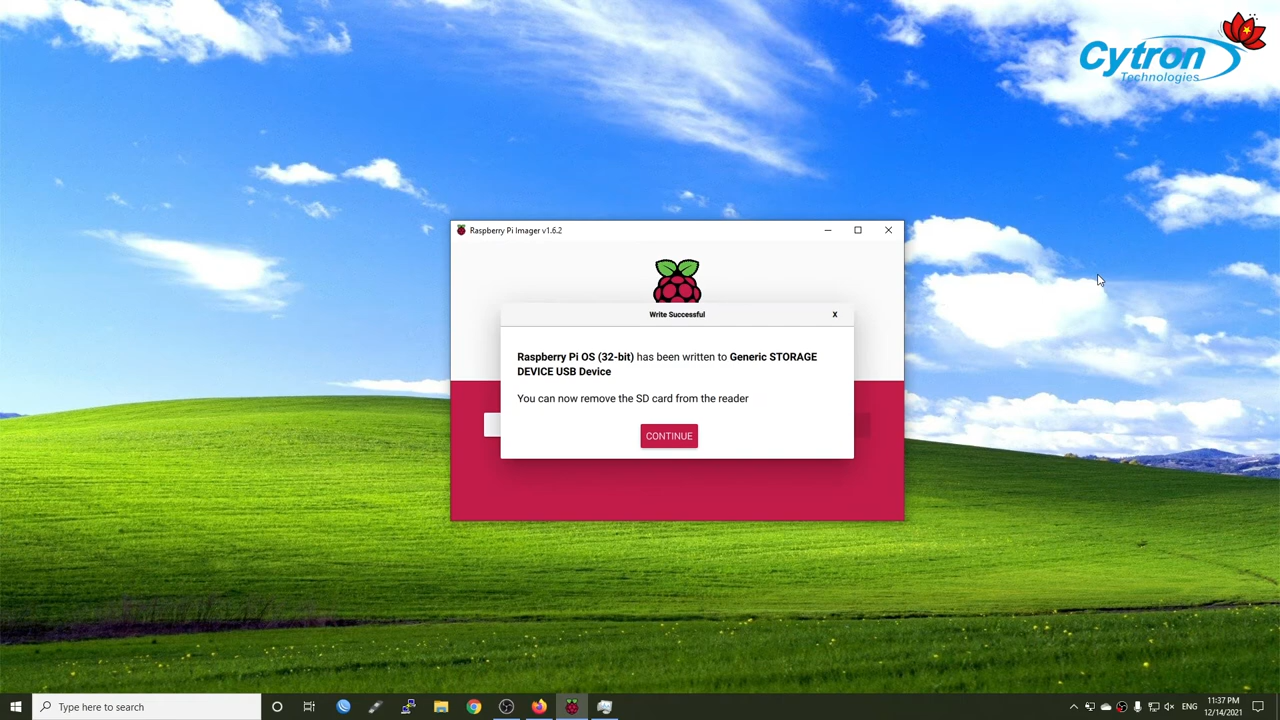 Cytron
Technologies
Raspberry Pi Imager v1.6.2
Write Successful
X
Raspberry Pi OS (32-bit) has been written to Generic STORAGE
DEVICE USB Device
You can now remove the SD card from the reader
CONTINUE
Type here to search
ENG
11:37 PM
12/14/2021